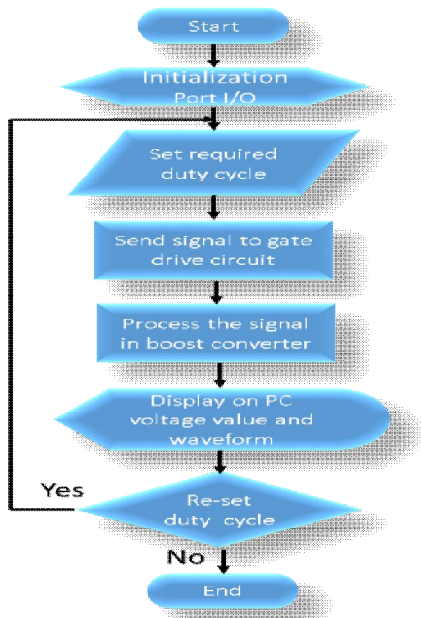 Start
Initialization
Port I/O
Set required
duty cycle
Send signal to gate
drive circuit
Process the signal
in boost converter
Display on PC
voltage value and
waveform
Yes
Re-set
duty cycle
No
End